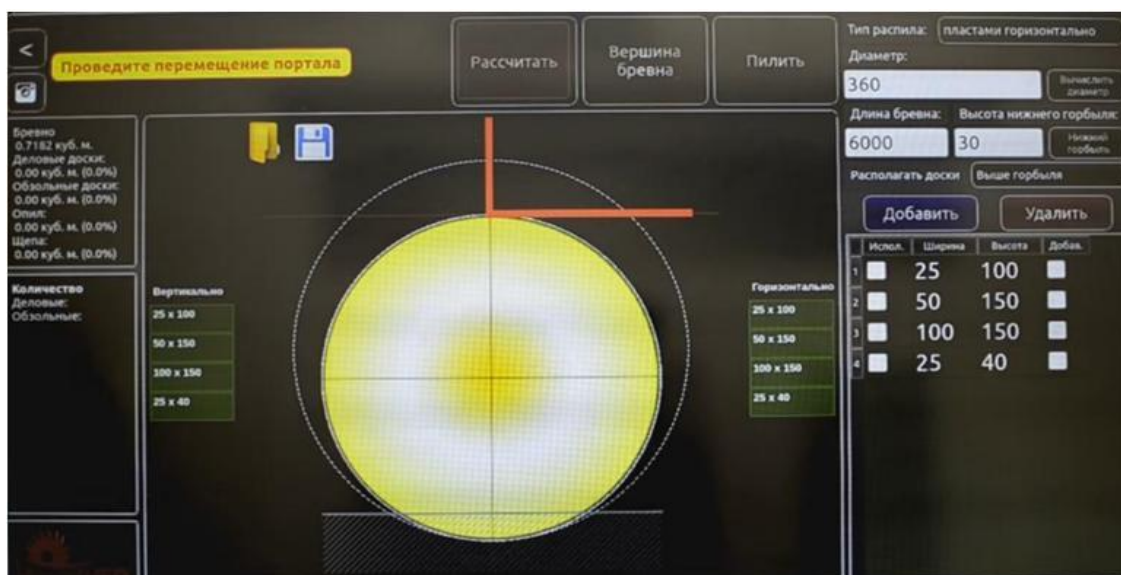 <
Проведите перемещение портала
Рассчитать
Вершина
бревна
Пилить
Тип распила: пластами горизонтально
Диаметр:
360
Вычислить
диаметр
Длина бревна: Высота нижнего горбыля:
6000 30
Нижний
горбыль
Располагать доски Выше горбыля
Добавить Удалить
Испол. Ширина Высота Добав.
1 25 100
2 50 150
3 100 150
4 25 40
Бревно
0.7182 куб. м.
Деловые доски:
0.00 куб. м. (0.0%)
Обзольные доски:
0.00 куб. м. (0.0%)
Опил:
0.00 куб. м. (0.0%)
Щепа:
0.00 куб. м. (0.0%)
Количество
Деловые:
Обзольные:
Вертикально
25 x 100
50 x 150
100 x 150
25 x 40
Горизонтально
25 x 100
50 x 150
100 x 150
25 x 40